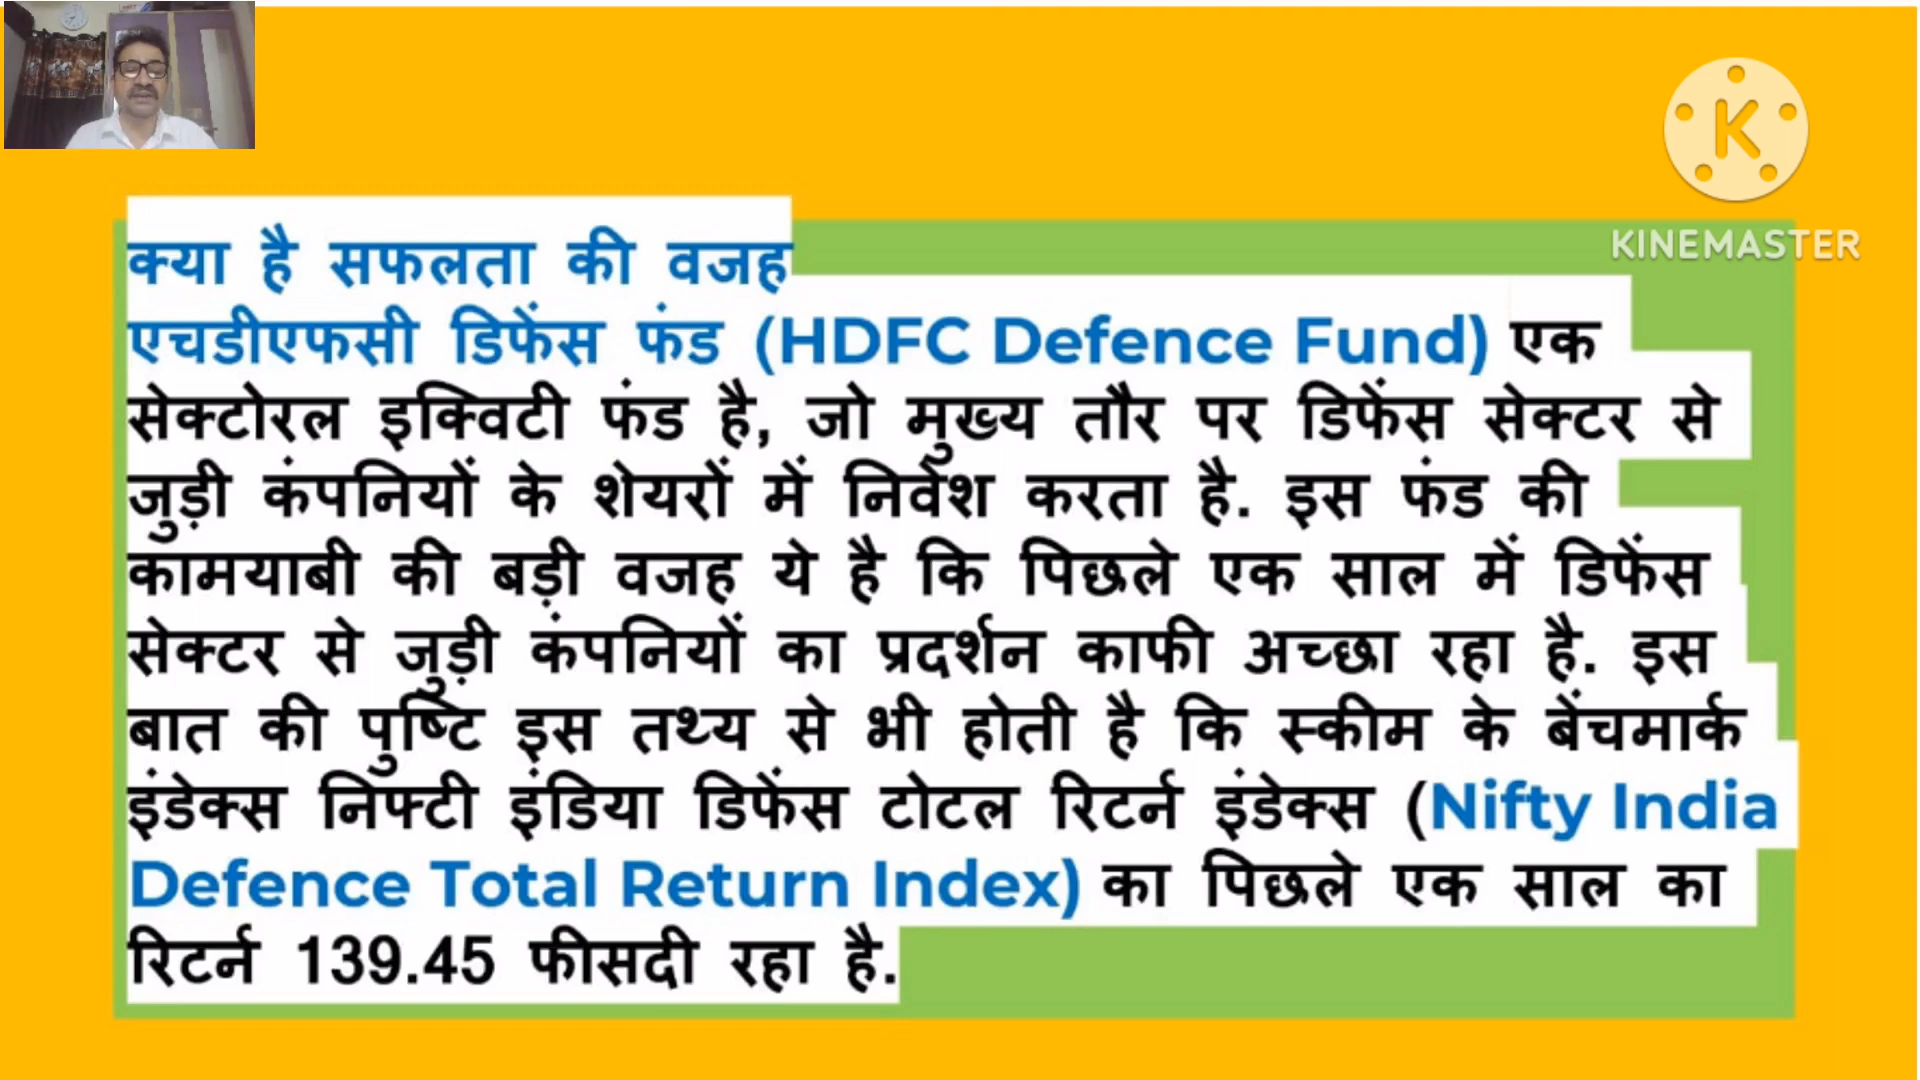 K
KINEMASTER
क्या है सफलता की वजह
एचडीएफसी डिफेंस फंड (HDFC Defence Fund) एक
सेक्टोरल इक्विटी फंड है, जो मुख्य तौर पर डिफेंस सेक्टर से
जुड़ी कंपनियों के शेयरों में निवेश करता है. इस फंड की
कामयाबी की बड़ी वजह ये है कि पिछले एक साल में डिफेंस
सेक्टर से जुड़ी कंपनियों का प्रदर्शन काफी अच्छा रहा है. इस
बात की पुष्टि इस तथ्य से भी होती है कि स्कीम के बेंचमार्क
इंडेक्स निफ्टी इंडिया डिफेंस टोटल रिटर्न इंडेक्स (Nifty India
Defence Total Return Index) का पिछले एक साल का
रिटर्न 139.45 फीसदी रहा है.